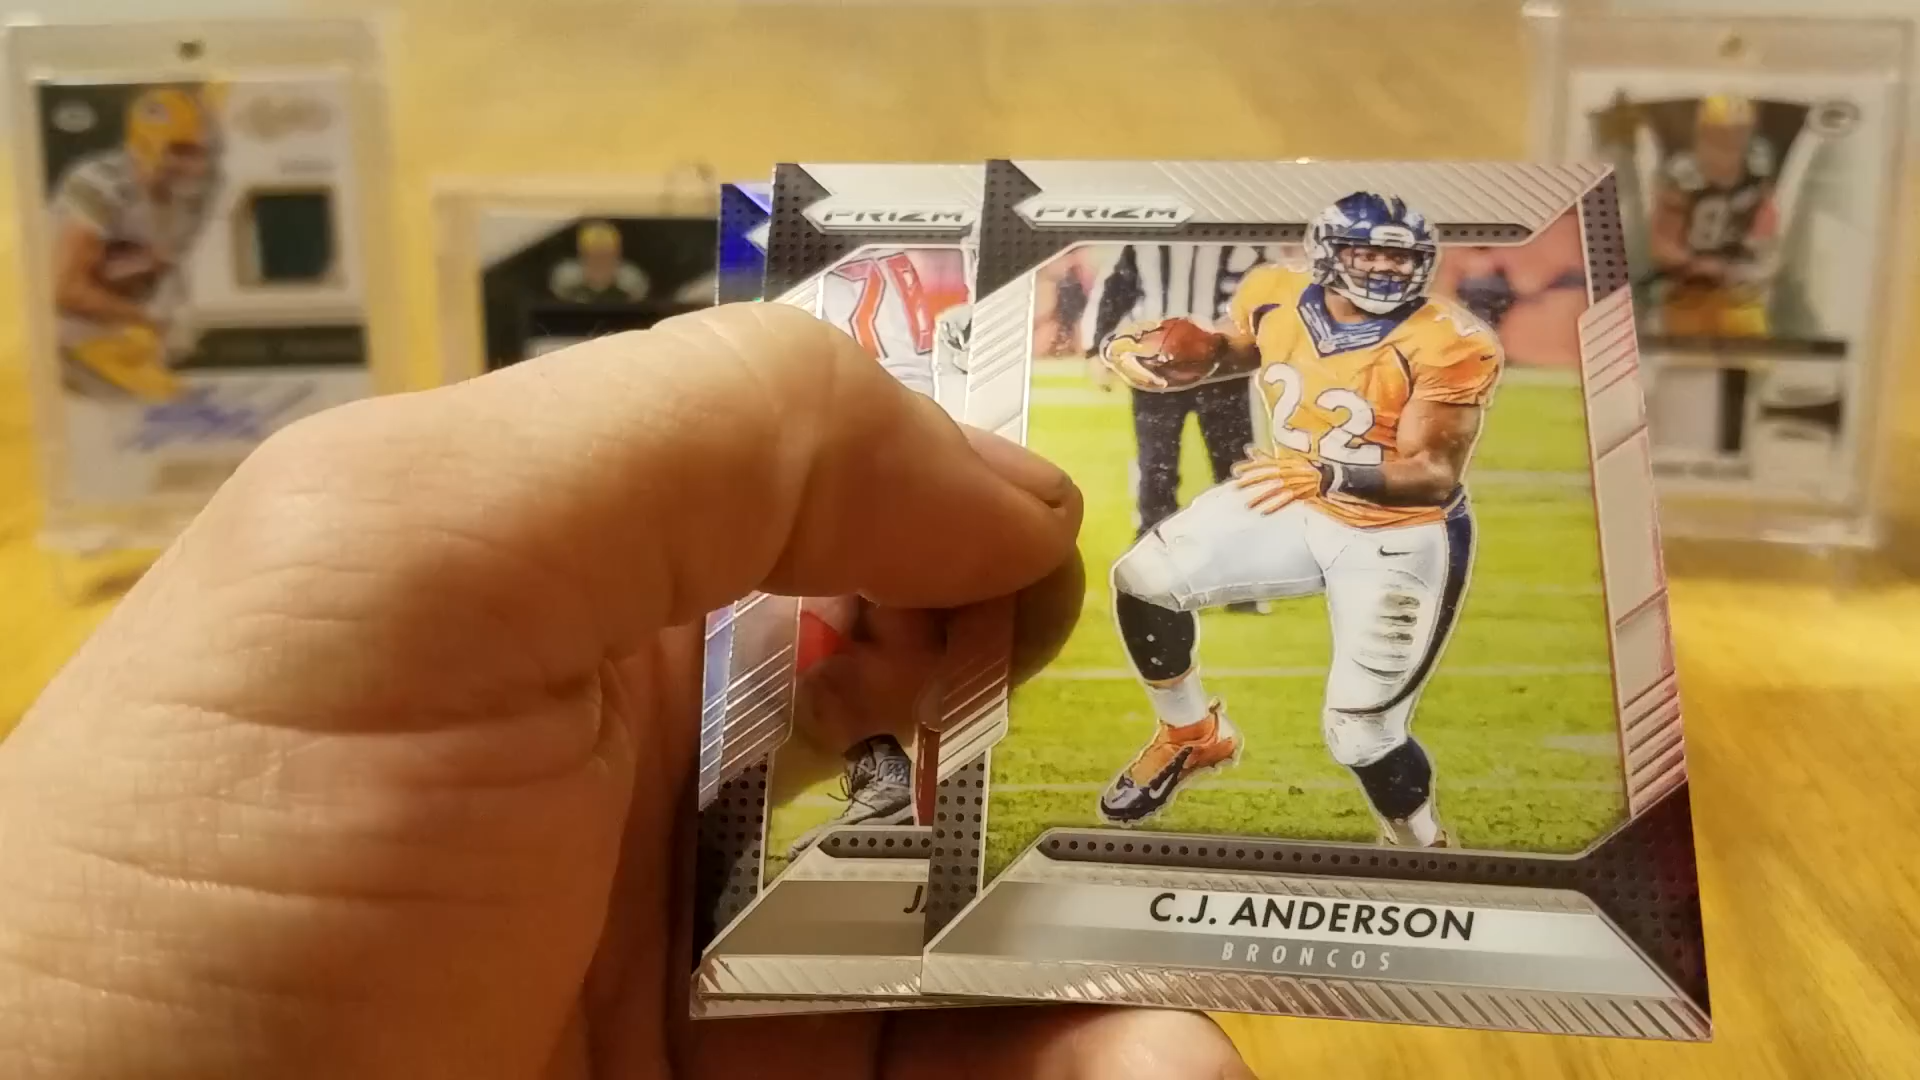 PRIZM
PRIZM
22
C.J. ANDERSON
BRONCOS